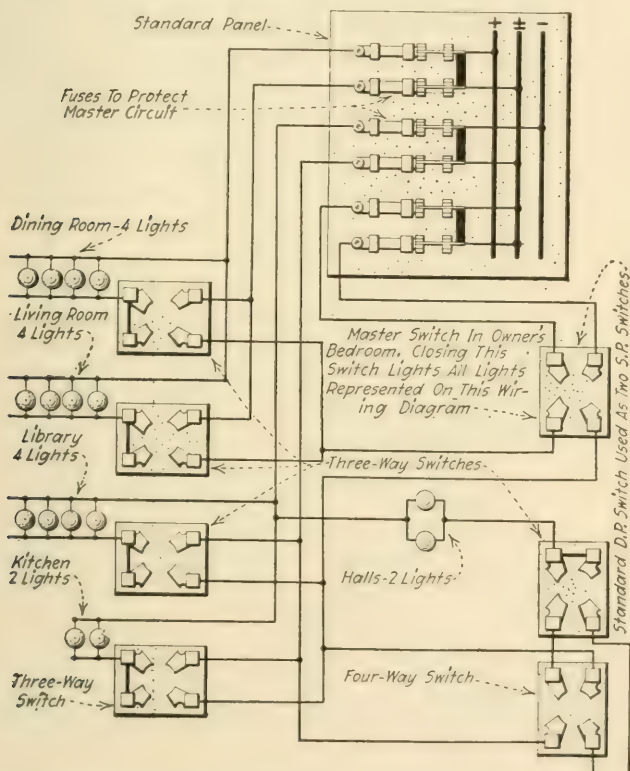 Standard Panel
+ ± -
Fuses To Protect
Master Circuit
Dining Room-4 Lights
Living Room
4 Lights
Library
4 Lights
Kitchen
2 Lights
Three-Way
Switch
Master Switch In Owner's
Bedroom. Closing This
Switch Lights All Lights
Represented On This Wir-
ing Diagram
Three-Way Switches
Halls-2 Lights
Four-Way Switch
Standard D.P. Switch Used As Two S.P. Switches